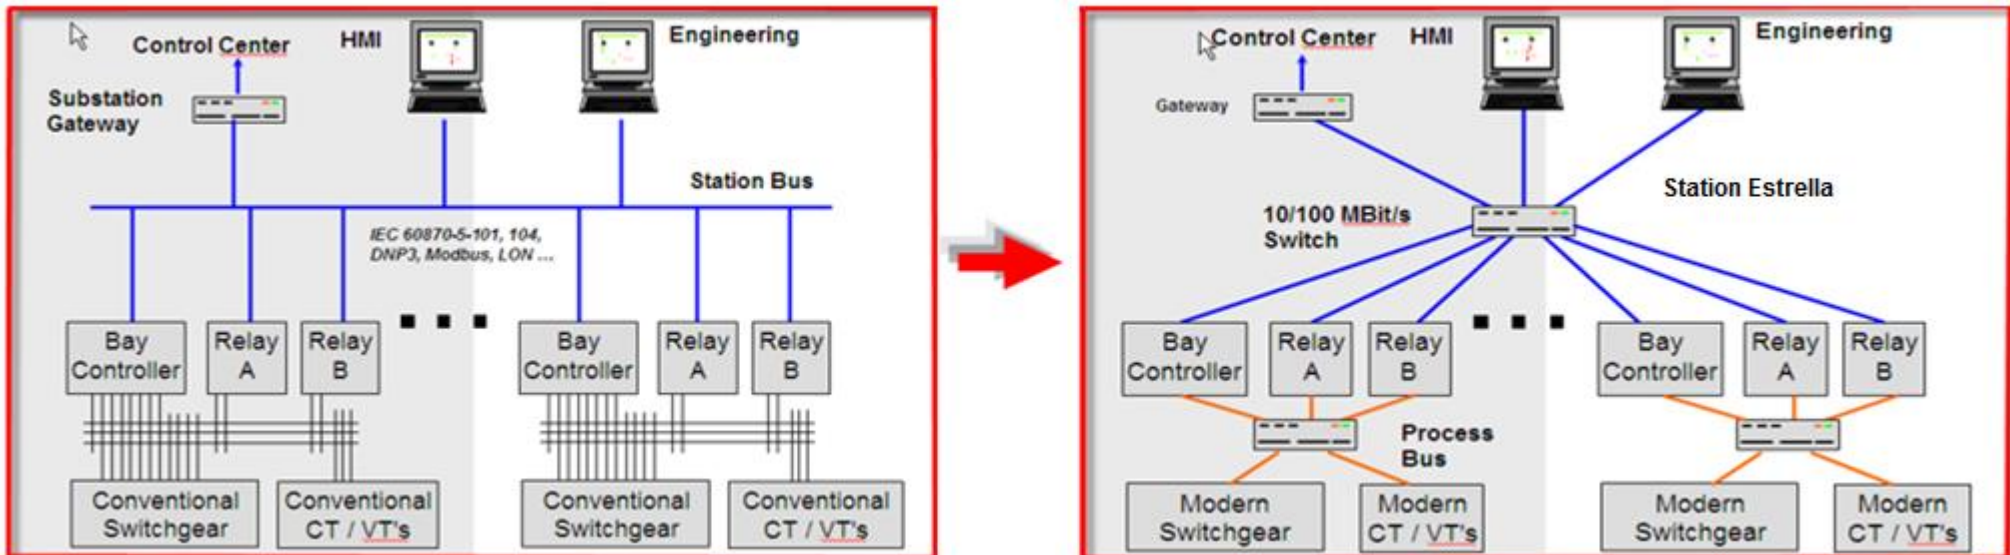 Control Center
HMI
Engineering
Substation
Gateway
Station Bus
IEC 60870-5-101, 104,
DNP3, Modbus, LON ...
Bay
Controller
Relay
A
Relay
B
Bay
Controller
Relay
A
Relay
B
Conventional
Switchgear
Conventional
CT / VT's
Conventional
Switchgear
Conventional
CT / VT's
Control Center
HMI
Engineering
Gateway
Station Estrella
10/100 MBit/s
Switch
Bay
Controller
Relay
A
Relay
B
Bay
Controller
Relay
A
Relay
B
Process
Bus
Modern
Switchgear
Modern
CT / VT's
Modern
Switchgear
Modern
CT / VT's